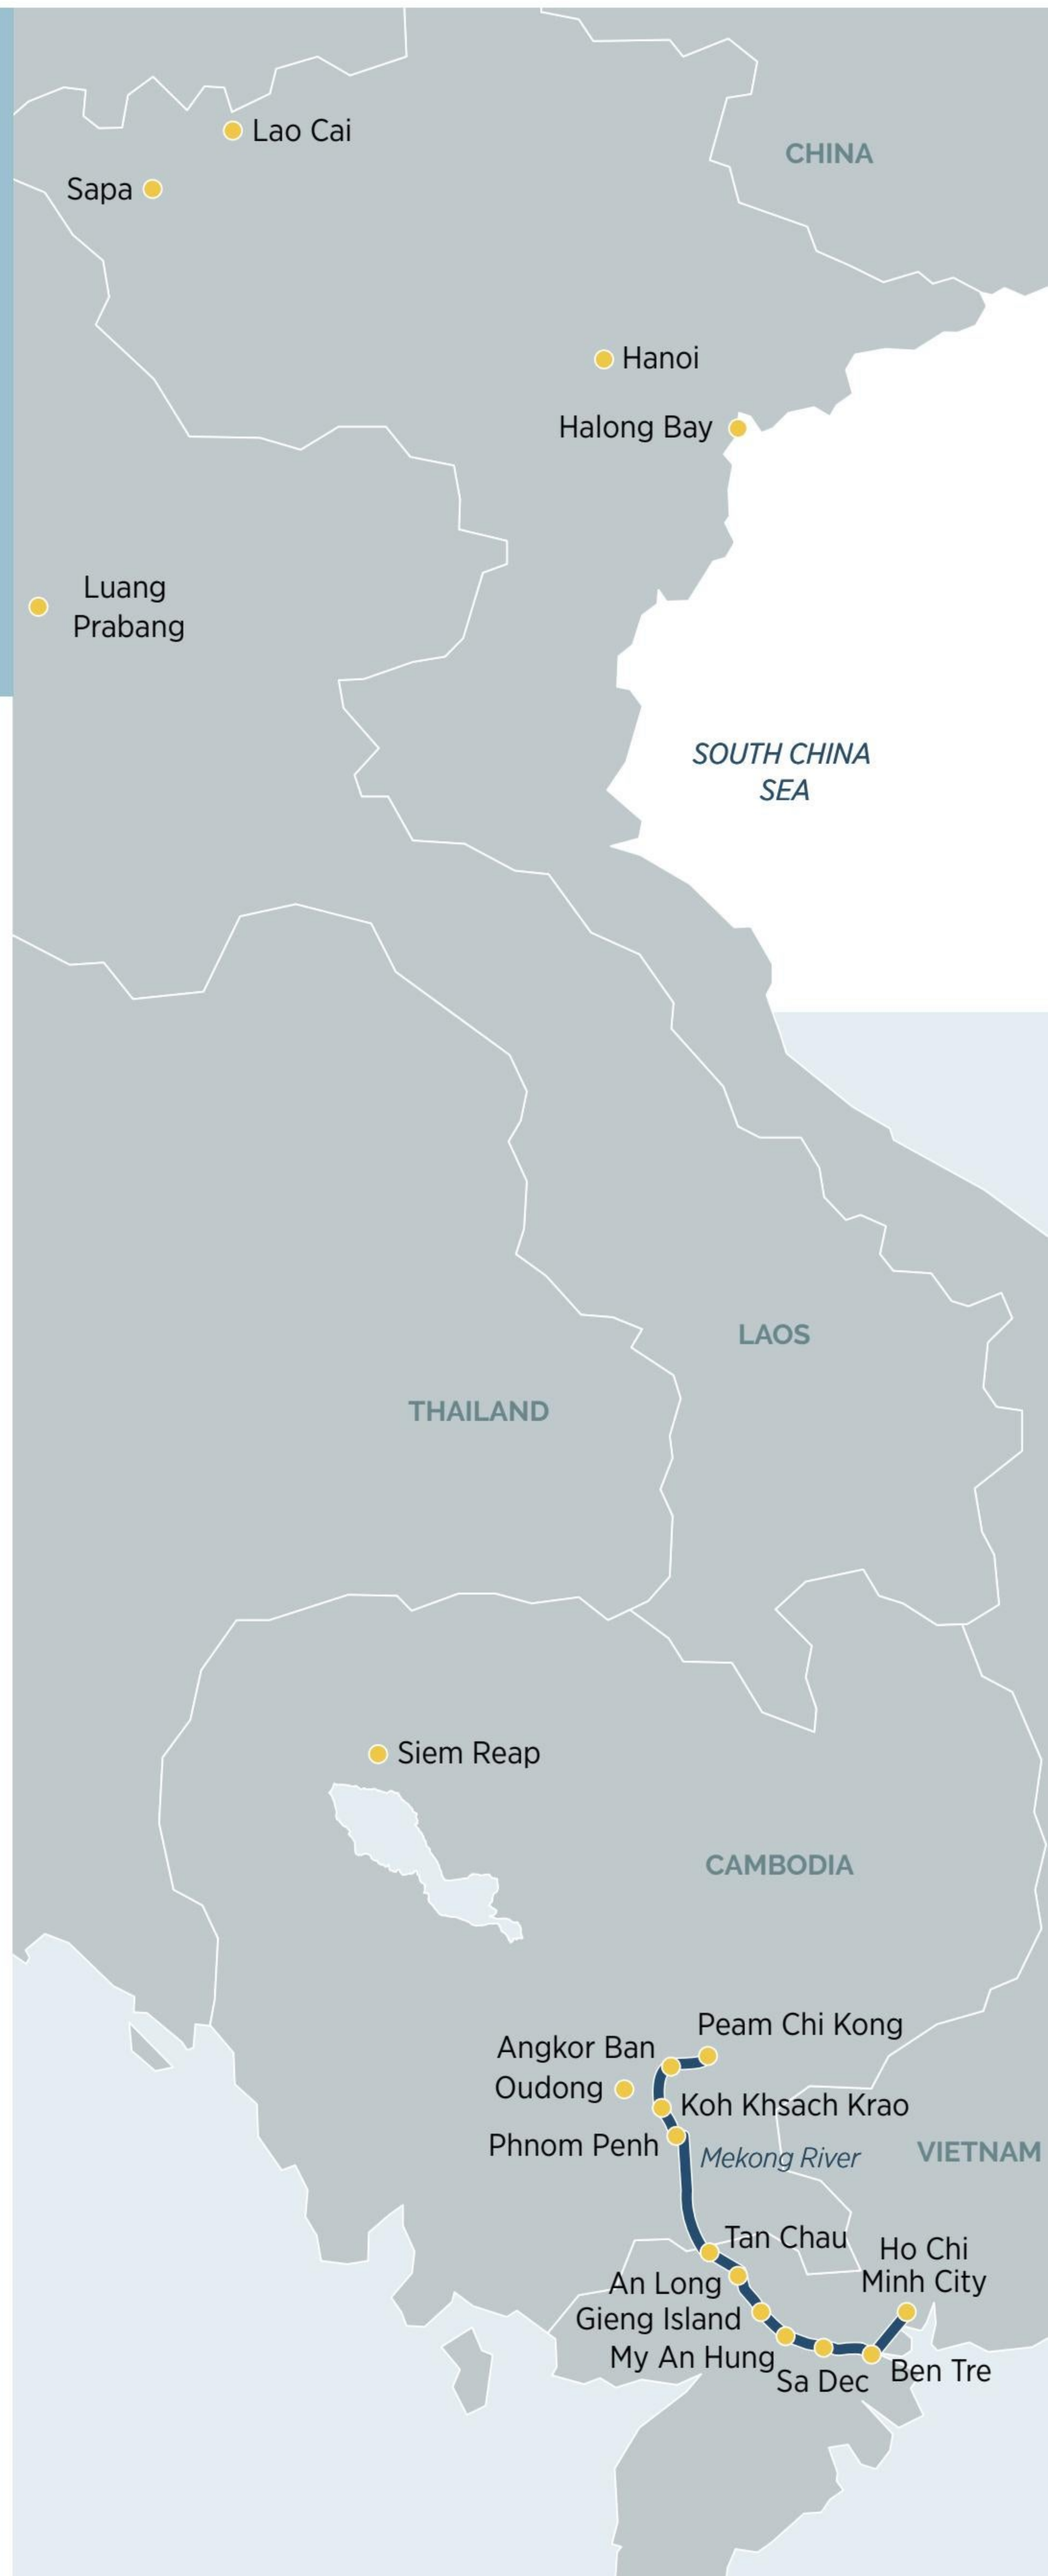 Lao Cai
CHINA
Sapa
Hanoi
Halong Bay
Luang
Prabang
SOUTH CHINA
SEA
LAOS
THAILAND
Siem Reap
CAMBODIA
Peam Chi Kong
Angkor Ban
Oudong
Koh Khsach Krao
Phnom Penh
Mekong River
VIETNAM
Tan Chau
Ho Chi
Minh City
An Long
Gieng Island
My An Hung
Sa Dec
Ben Tre